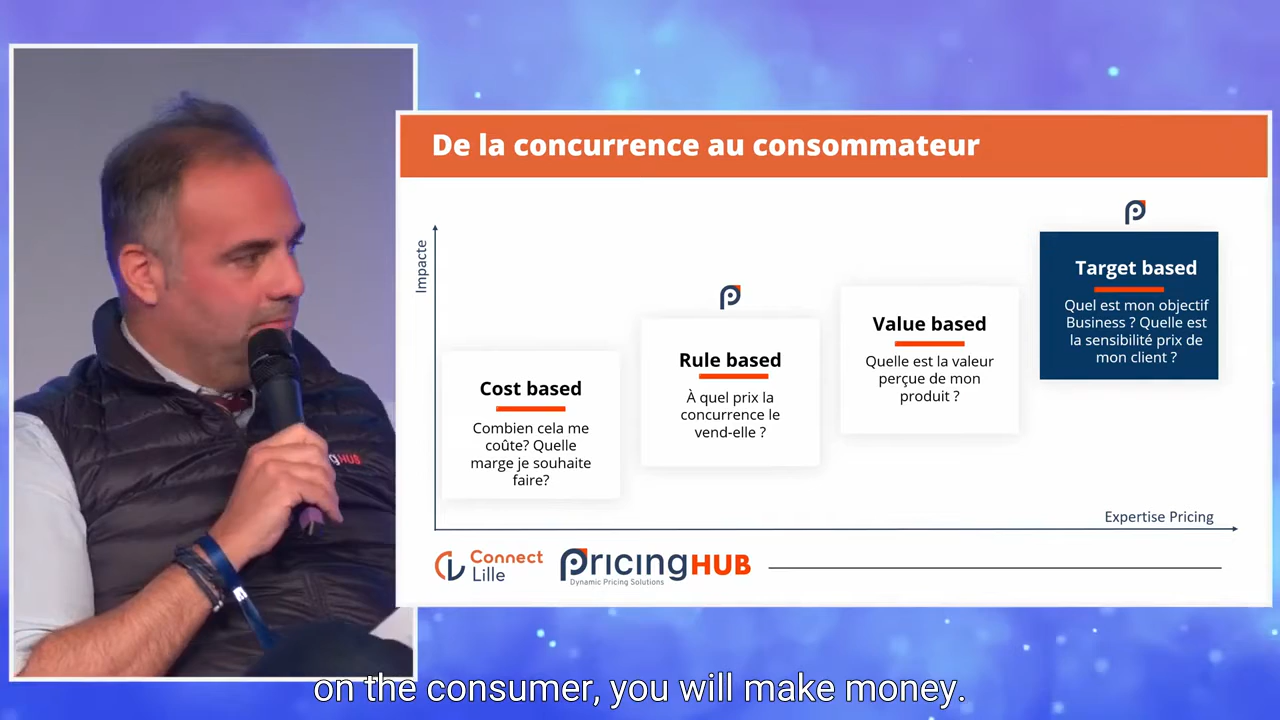 De la concurrence au consommateur
Impacte
Cost based
Combien cela me
coûte? Quelle
marge je souhaite
faire?
Rule based
À quel prix la
concurrence le
vend-elle ?
Value based
Quelle est la valeur
perçue de mon
produit ?
Target based
Quel est mon objectif
Business ? Quelle est
la sensibilité prix de
mon client ?
Expertise Pricing
Connect
Lille
PricingHUB
Dynamic Pricing Solutions
gHUB
on the consumer, you will make money.